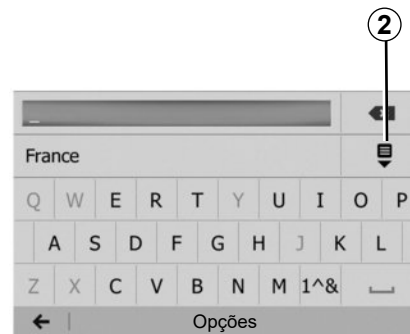 2
_
France
Q W E R T Y U I O P
A S D F G H J K L
Z X C V B N M 1^&
Opções